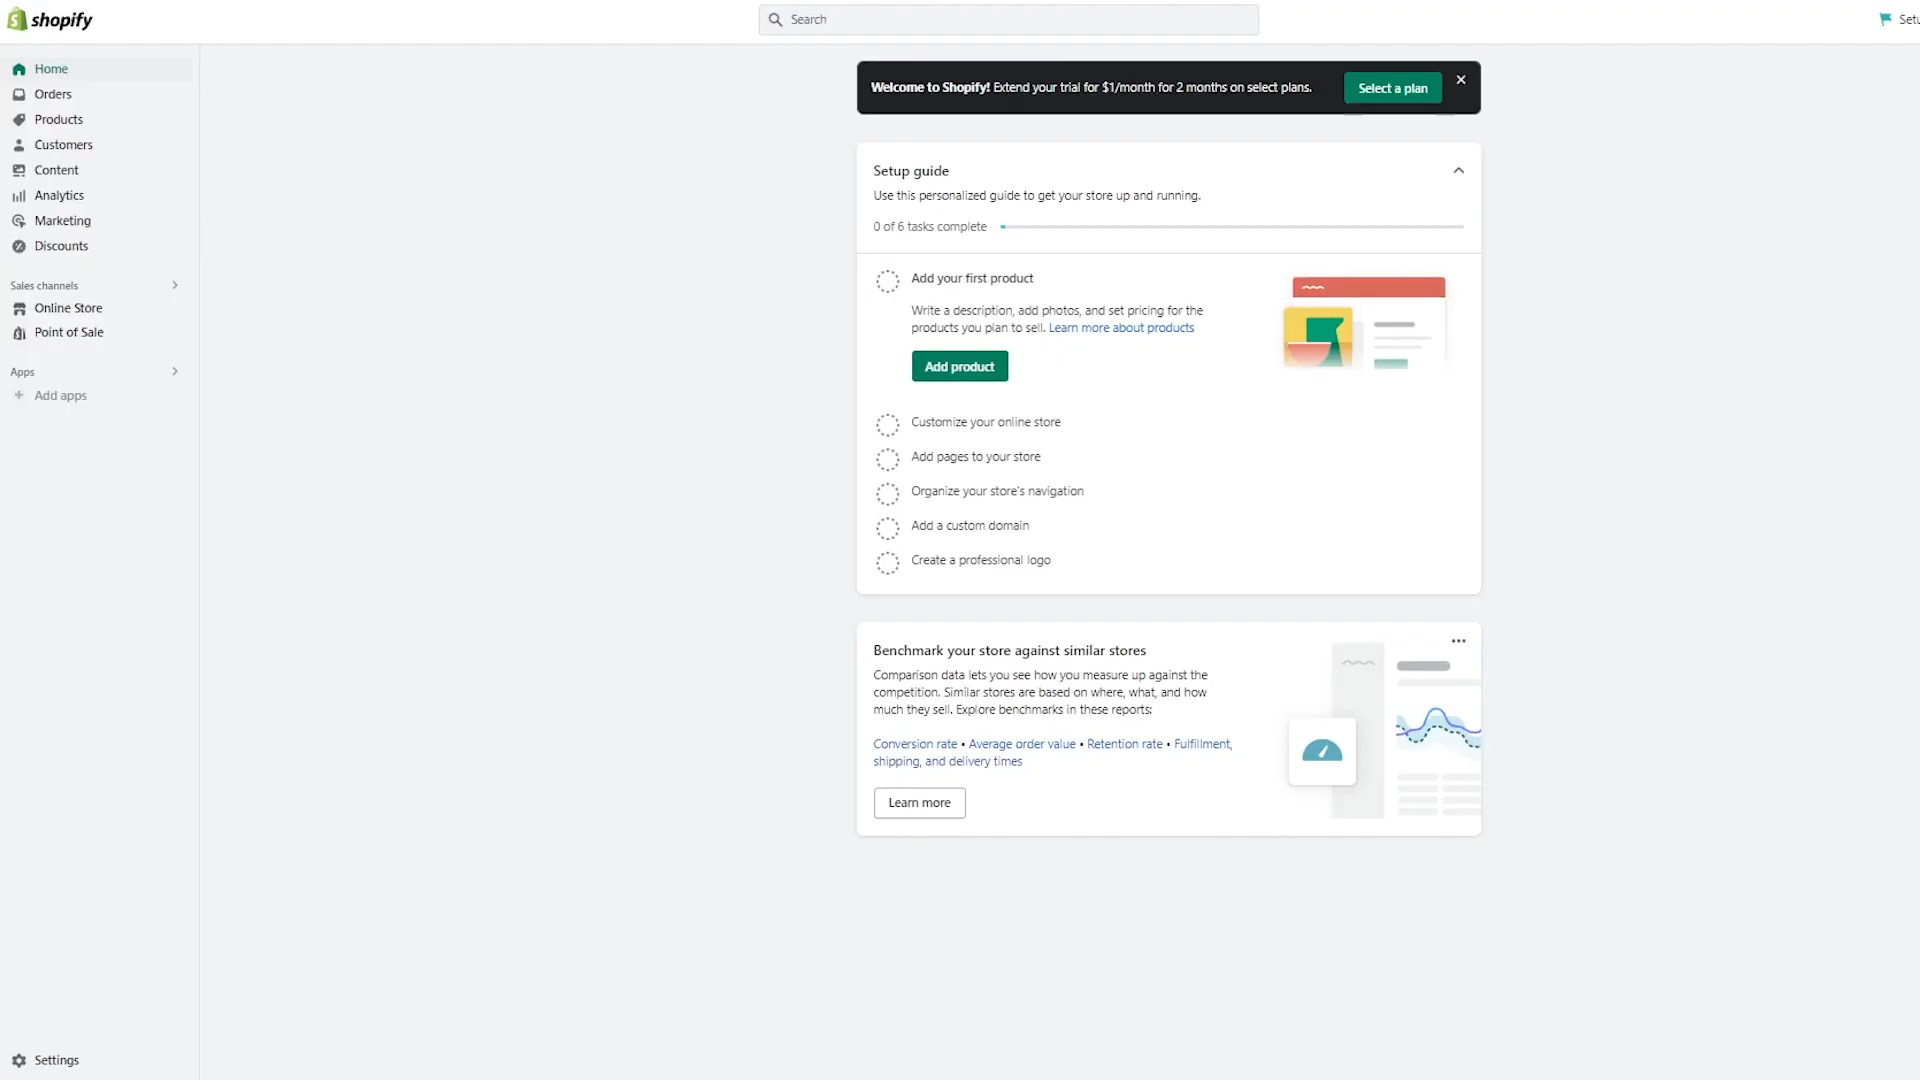 shopify
Search
Setu
Home
Orders
Products
Customers
Content
Analytics
Marketing
Discounts
Sales channels
Online Store
Point of Sale
Apps
Add apps
Settings
Welcome to Shopify! Extend your trial for $1/month for 2 months on select plans.
Select a plan
Setup guide
Use this personalized guide to get your store up and running.
0 of 6 tasks complete
Add your first product
Write a description, add photos, and set pricing for the
products you plan to sell. Learn more about products
Add product
Customize your online store
Add pages to your store
Organize your store's navigation
Add a custom domain
Create a professional logo
Benchmark your store against similar stores
Comparison data lets you see how you measure up against the
competition. Similar stores are based on where, what, and how
much they sell. Explore benchmarks in these reports:
Conversion rate • Average order value • Retention rate • Fulfillment,
shipping, and delivery times
Learn more